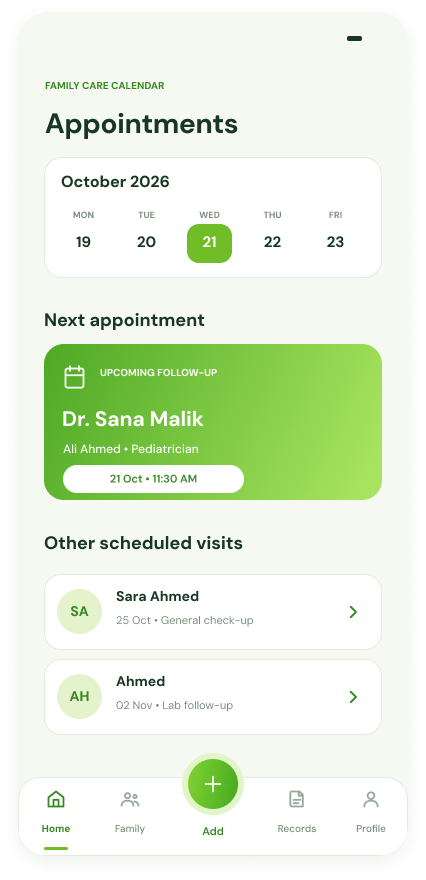 FAMILY CARE CALENDAR
Appointments
October 2026
MON TUE WED THU FRI
19 20 21 22 23
Next appointment
UPCOMING FOLLOW-UP
Dr. Sana Malik
Ali Ahmed • Pediatrician
21 Oct • 11:30 AM
Other scheduled visits
SA
Sara Ahmed
25 Oct • General check-up
AH
Ahmed
02 Nov • Lab follow-up
Home Family Add Records Profile